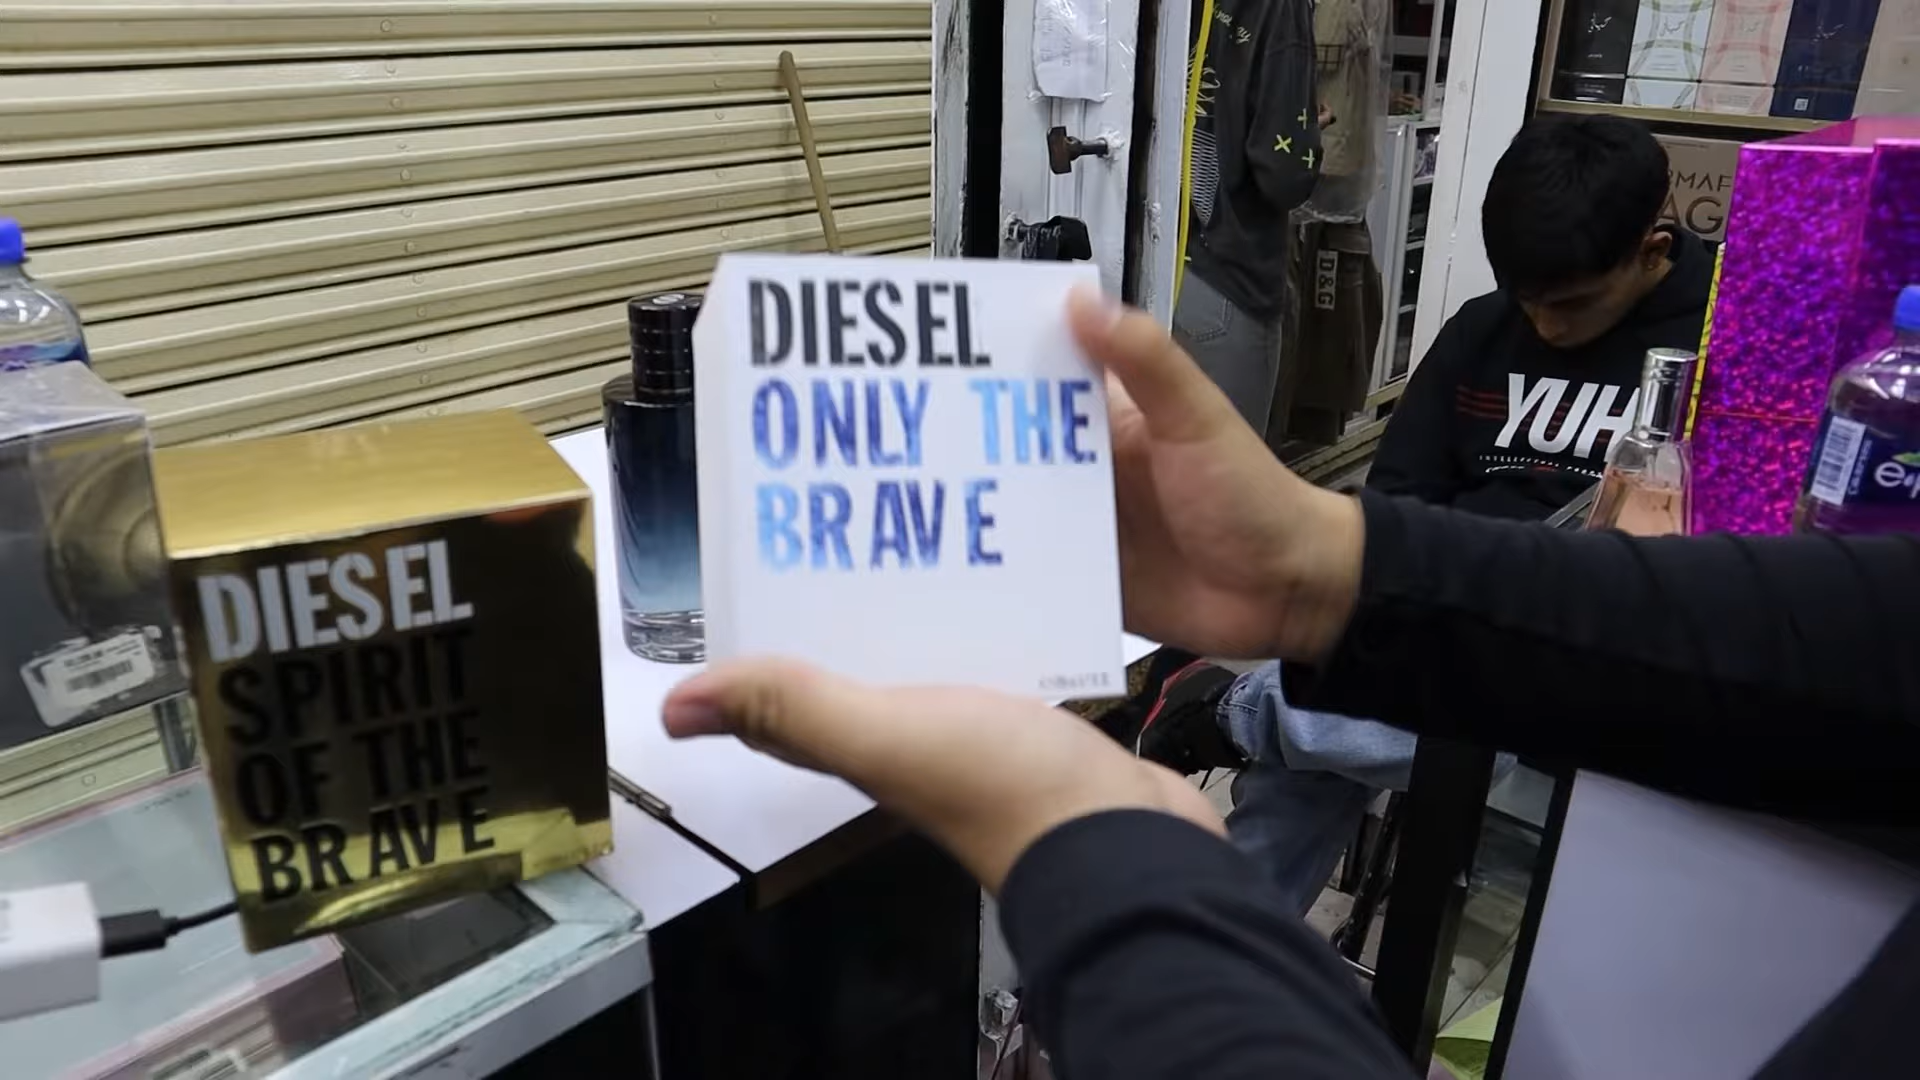 DIESEL
ONLY THE
BRAVE
DIESEL
SPIRIT
OF THE
BRAVE
YUH
D&G